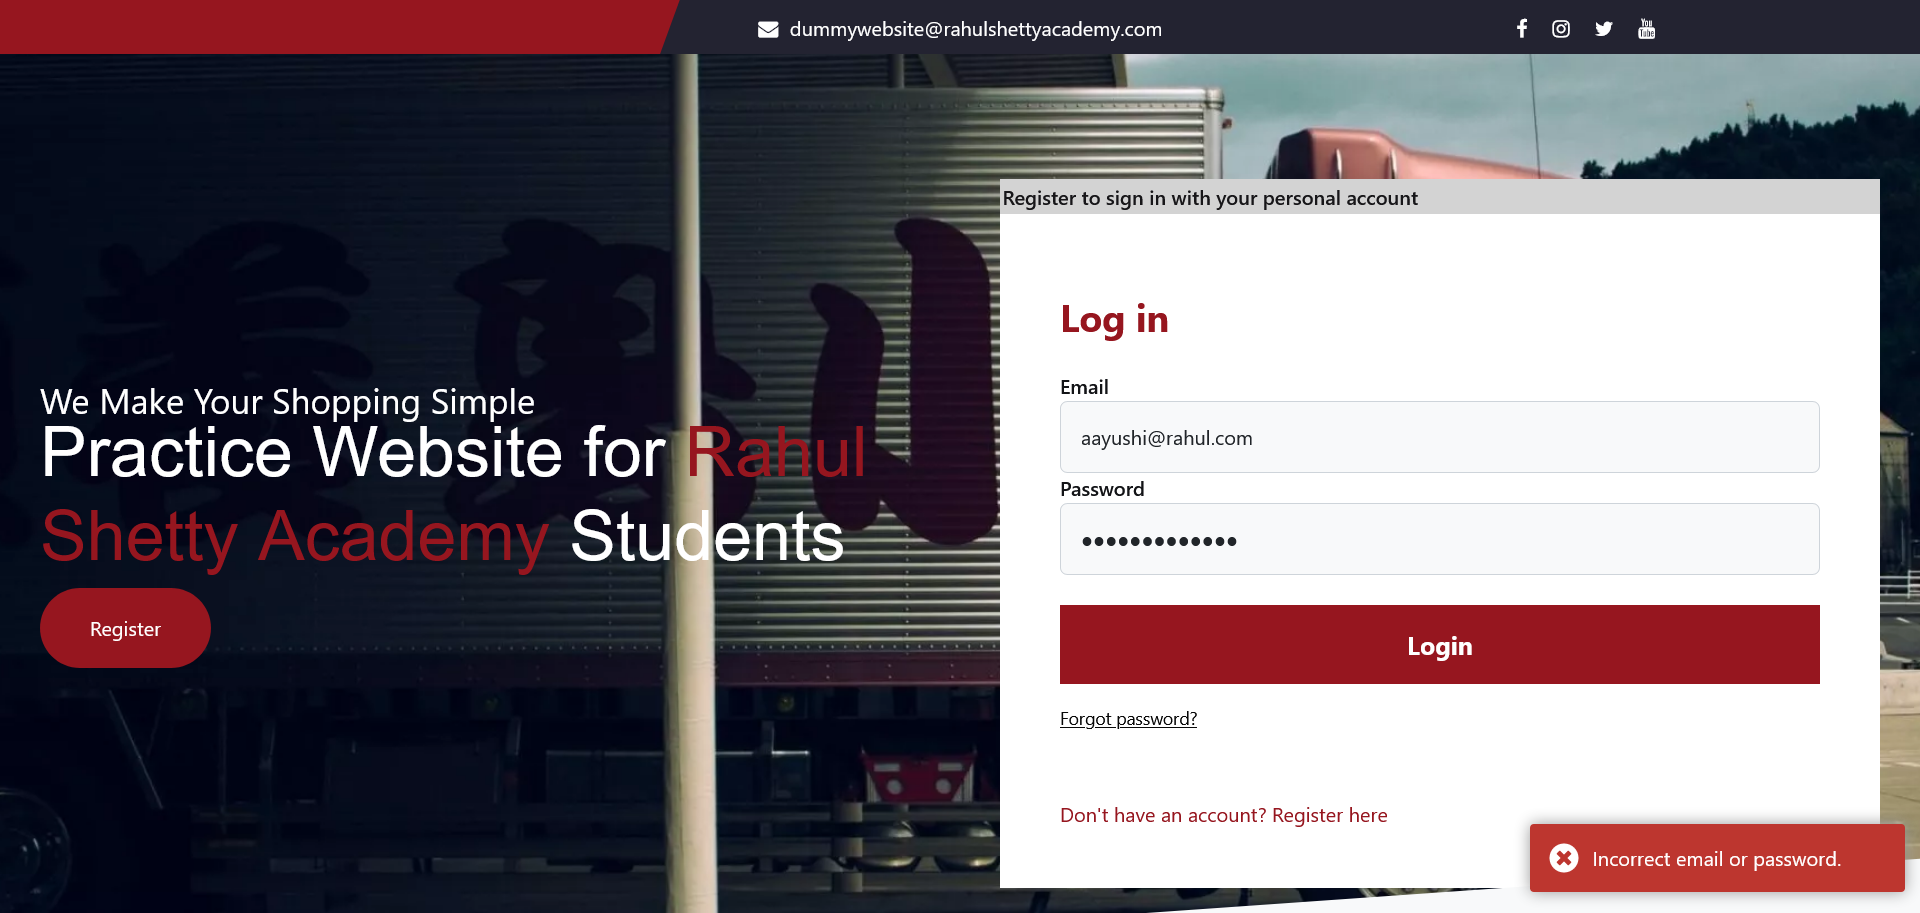 dummywebsite@rahulshettyacademy.com
We Make Your Shopping Simple
Practice Website for Rahul
Shetty Academy Students
Register
Register to sign in with your personal account
Log in
Email
aayushi@rahul.com
Password
•••••••••••••
Login
Forgot password?
Don't have an account? Register here
Incorrect email or password.